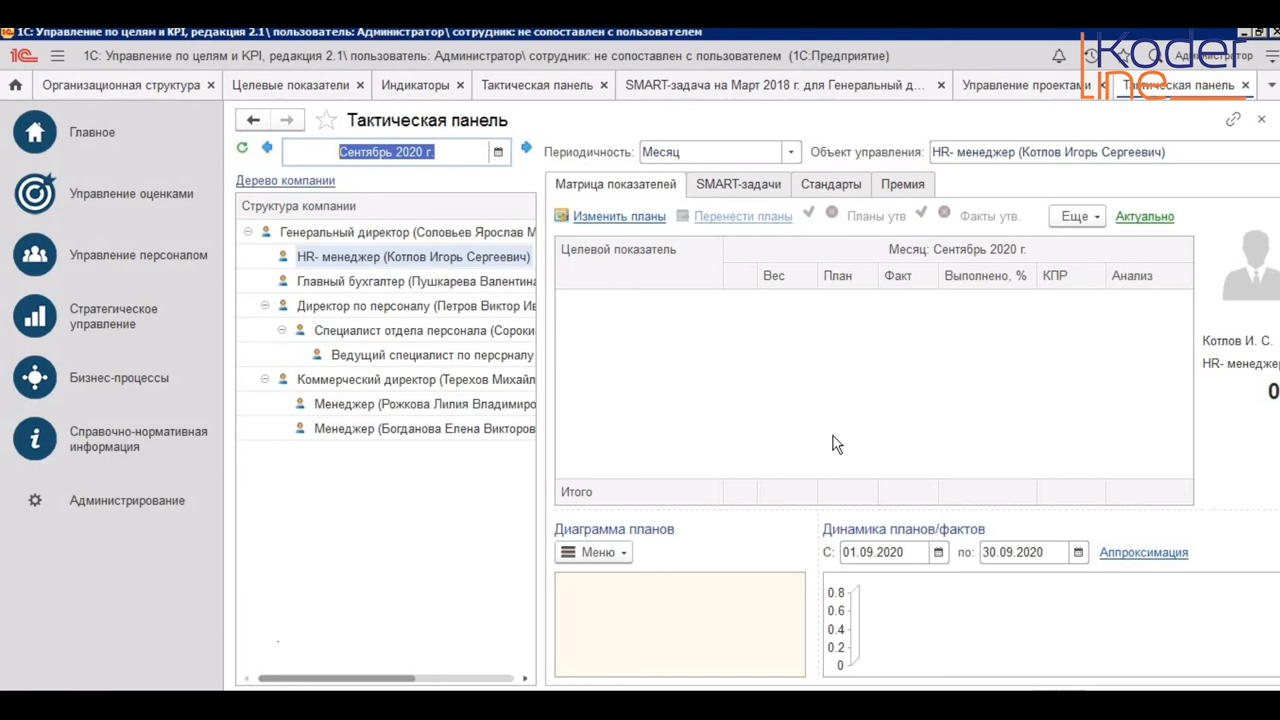 1С: Управление по целям и KPI, редакция 2.1\ пользователь: Администратор\ сотрудник: не сопоставлен с пользователем
1С: Управление по целям и KPI, редакция 2.1\ пользователь: Администратор\ сотрудник: не сопоставлен с пользователем (1С:Предприятие)
Администратор
Koder
Line
Организационная структура
Целевые показатели
Индикаторы
Тактическая панель
SMART-задача на Март 2018 г. для Генеральный д...
Управление проектами
Тактическая панель
Главное
Управление оценками
Управление персоналом
Стратегическое
управление
Бизнес-процессы
Справочно-нормативная
информация
Администрирование
Тактическая панель
Сентябрь 2020 г.
Периодичность: Месяц
Объект управления: HR- менеджер (Котлов Игорь Сергеевич)
Дерево компании
Структура компании
Генеральный директор (Соловьев Ярослав М
HR- менеджер (Котлов Игорь Сергеевич)
Главный бухгалтер (Пушкарева Валентина
Директор по персоналу (Петров Виктор Ив
Специалист отдела персонала (Сороки
Ведущий специалист по перcрналу
Коммерческий директор (Терехов Михайл
Менеджер (Рожкова Лилия Владимиро
Менеджер (Богданова Елена Викторов
Матрица показателей
SMART-задачи
Стандарты
Премия
Изменить планы
Перенести планы
Планы утв
Факты утв.
Еще
Актуально
Целевой показатель
Месяц: Сентябрь 2020 г.
Вес
План
Факт
Выполнено, %
КПР
Анализ
Итого
Котлов И. С.
HR- менеджер
0
Диаграмма планов
Меню
Динамика планов/фактов
С: 01.09.2020 по: 30.09.2020 Аппроксимация
0.8
0.6
0.4
0.2
0